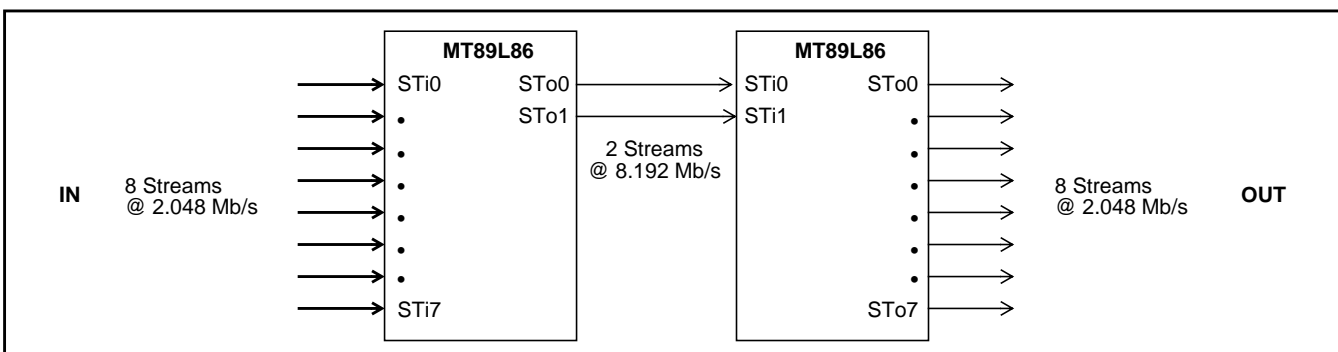 MT89L86
MT89L86
STi0
STo0
STi0
STo0
STo1
STi1
2 Streams
@ 8.192 Mb/s
IN
8 Streams
@ 2.048 Mb/s
8 Streams
@ 2.048 Mb/s
OUT
STi7
STo7